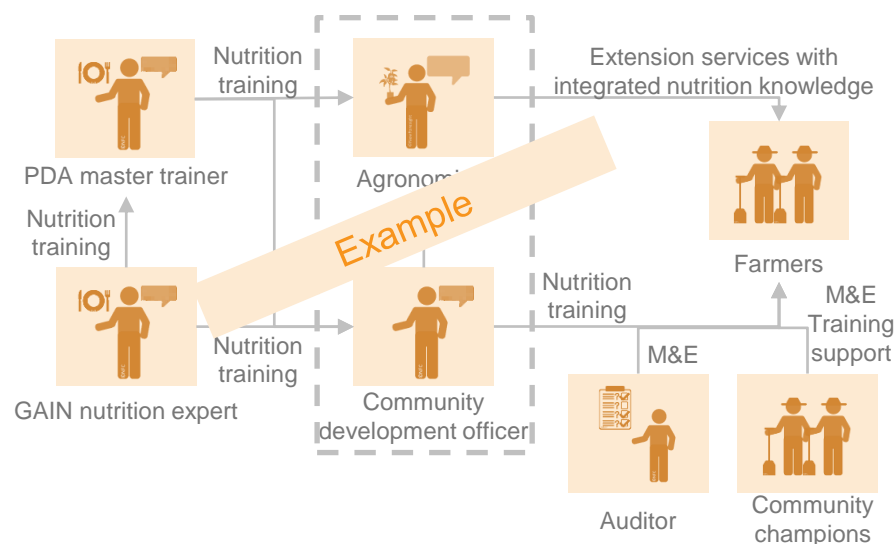 Nutrition
training
Extension services with
integrated nutrition knowledge
PDA master trainer
Agronomi
Nutrition
training
Example
Farmers
Nutrition
training
M&E
Training
support
Nutrition
training
M&E
GAIN nutrition expert
Community
development officer
Auditor
Community
champions